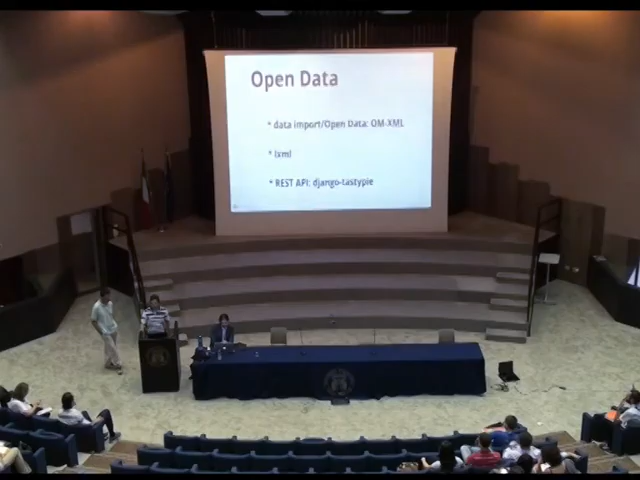 Open Data
* data import/Open Data: OM-XML
* lxml
* REST API: django-tastypie